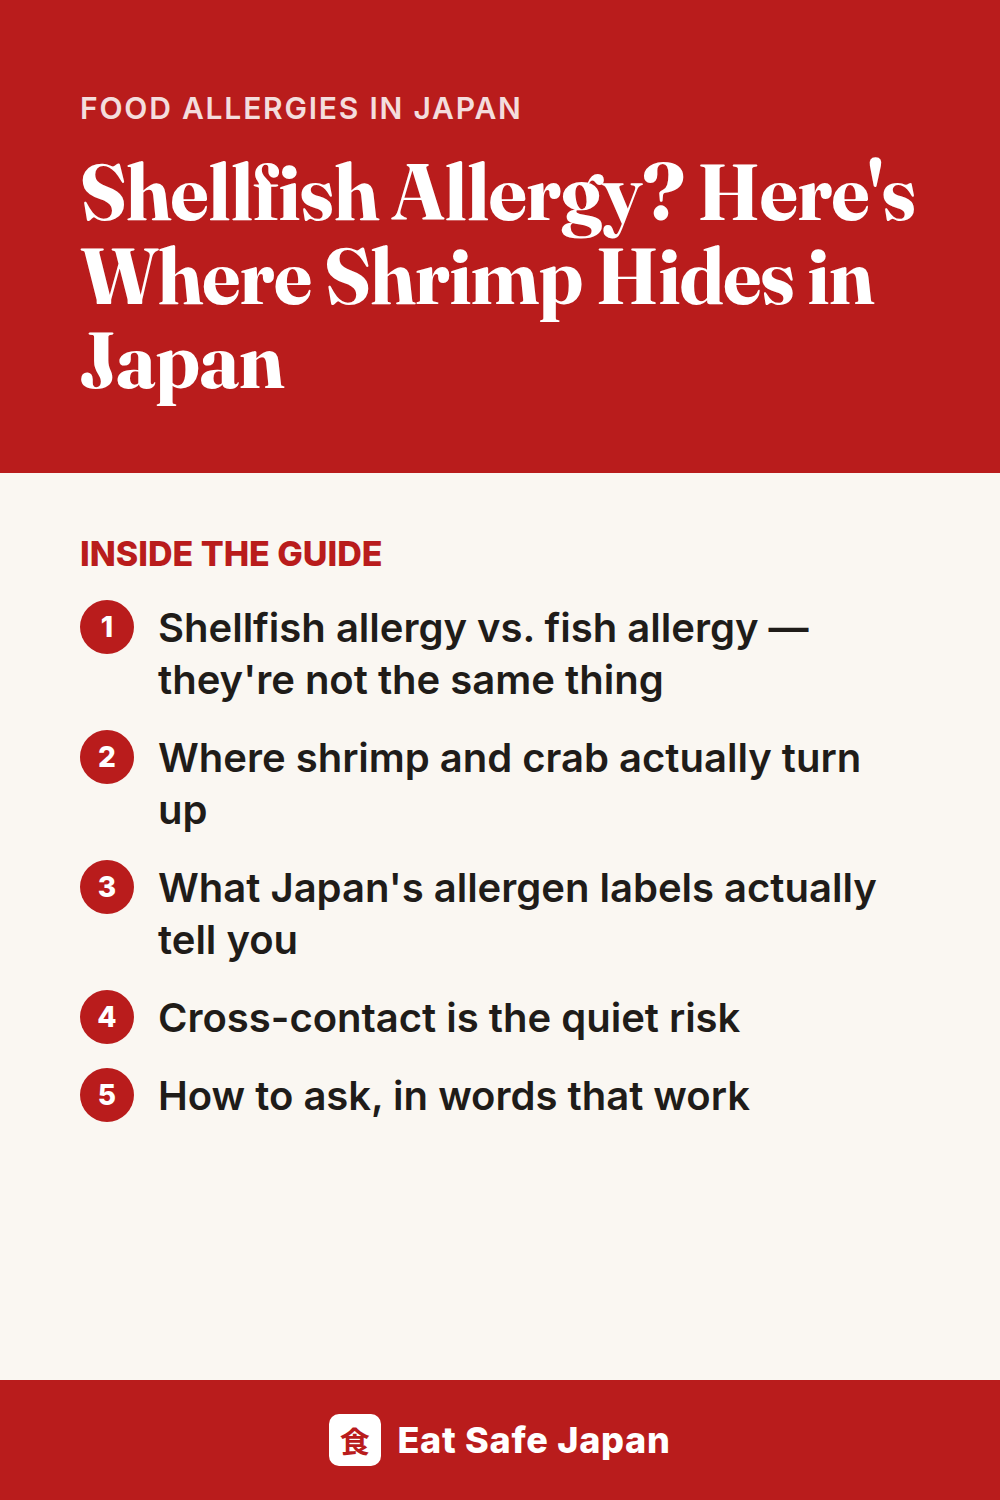 FOOD ALLERGIES IN JAPAN
Shellfish Allergy? Here's
Where Shrimp Hides in
Japan
INSIDE THE GUIDE
1 Shellfish allergy vs. fish allergy —
they're not the same thing
2 Where shrimp and crab actually turn
up
3 What Japan's allergen labels actually
tell you
4 Cross-contact is the quiet risk
5 How to ask, in words that work
食 Eat Safe Japan